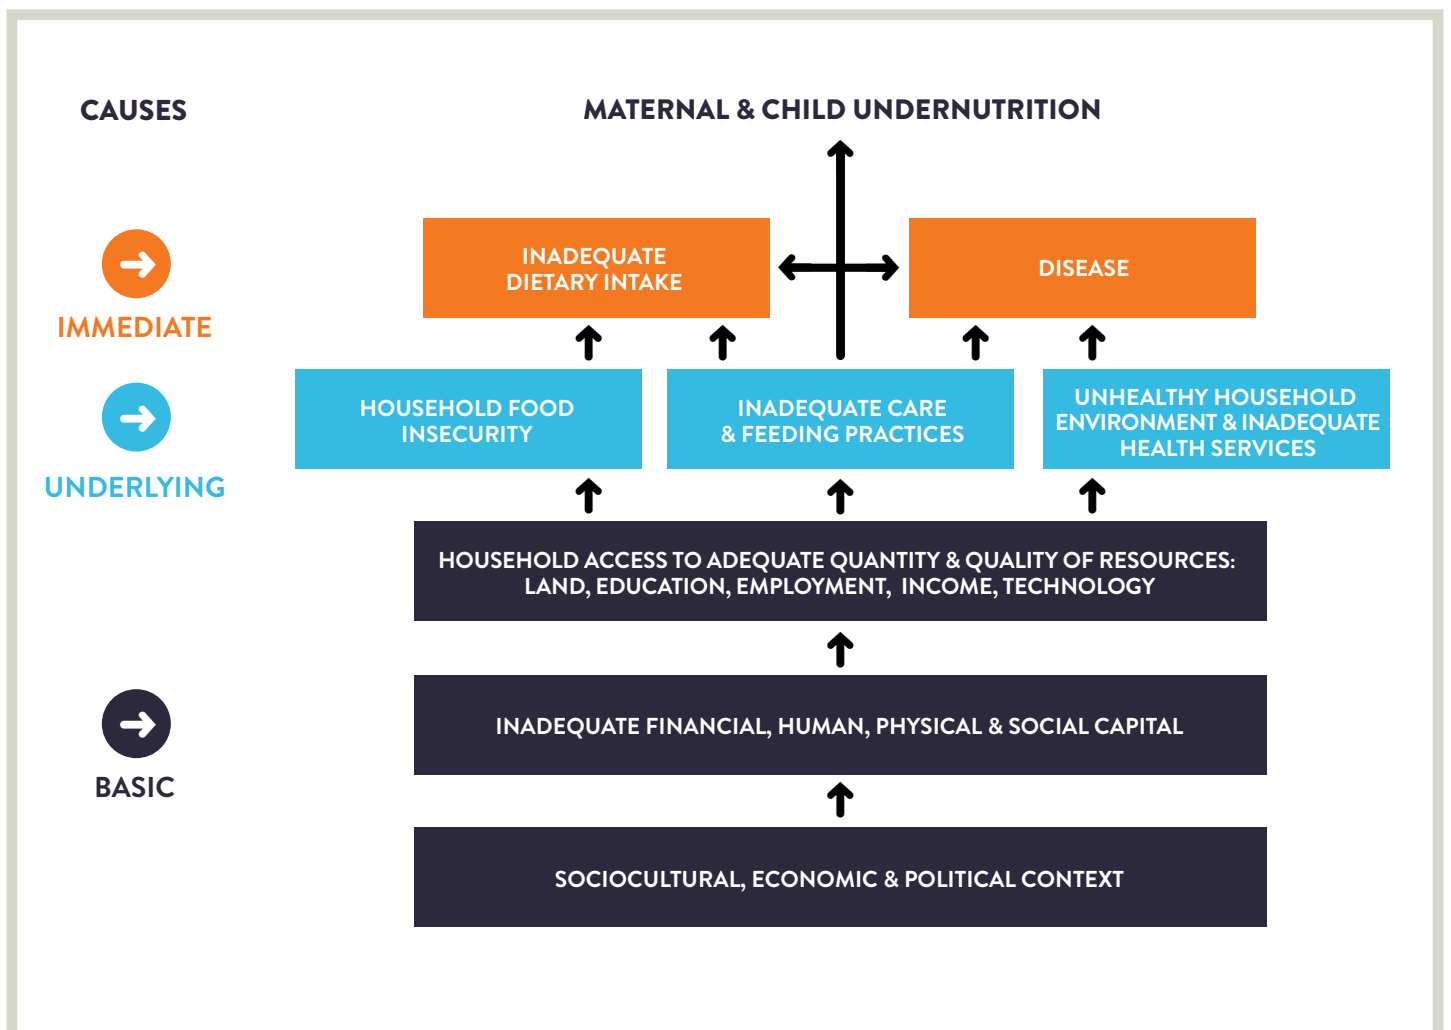 CAUSES
MATERNAL & CHILD UNDERNUTRITION
INADEQUATE
DIETARY INTAKE
DISEASE
IMMEDIATE
HOUSEHOLD FOOD
INSECURITY
INADEQUATE CARE
& FEEDING PRACTICES
UNHEALTHY HOUSEHOLD
ENVIRONMENT & INADEQUATE
HEALTH SERVICES
UNDERLYING
HOUSEHOLD ACCESS TO ADEQUATE QUANTITY & QUALITY OF RESOURCES:
LAND, EDUCATION, EMPLOYMENT, INCOME, TECHNOLOGY
INADEQUATE FINANCIAL, HUMAN, PHYSICAL & SOCIAL CAPITAL
BASIC
SOCIOCULTURAL, ECONOMIC & POLITICAL CONTEXT